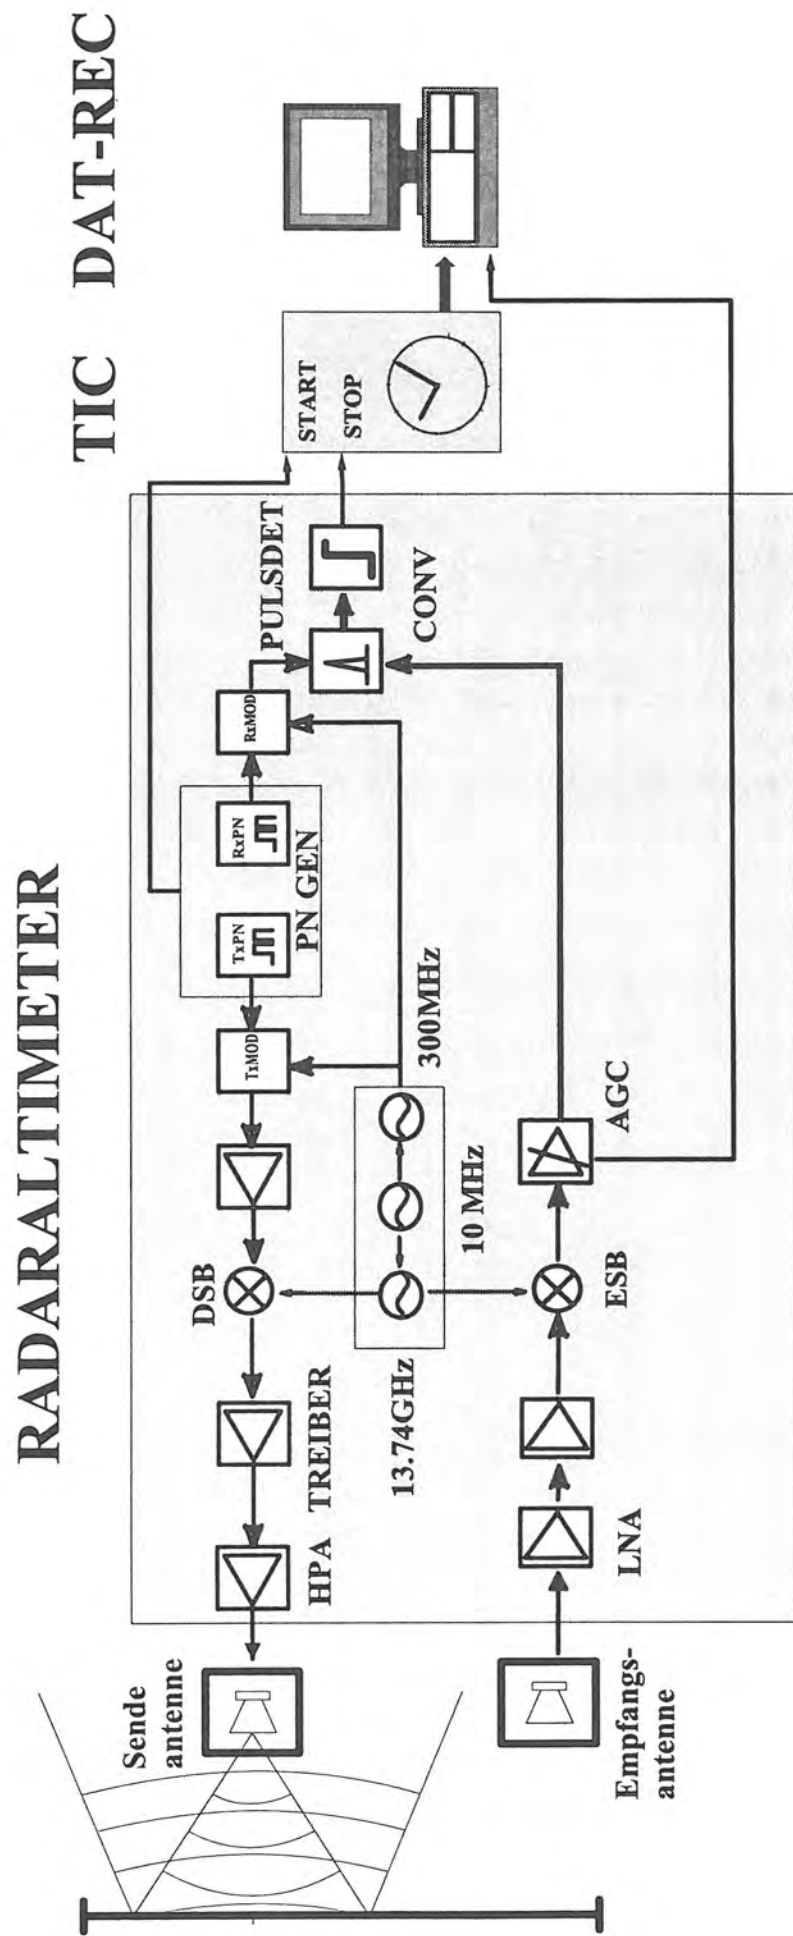 RADARALTIMETER
TIC
DAT-REC
Sende
antenne
HPA
TREIBER
DSB
TxMOD
TxPN
RxPN
PN GEN
RxMOD
PULSDET
CONV
START
STOP
13.74GHz
10 MHz
300MHz
Empfangs-
antenne
LNA
ESB
AGC